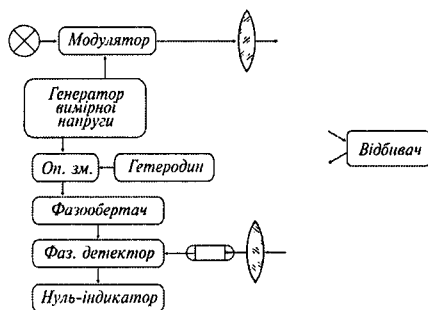 Модулятор
Генератор
вимірної
напруги
Відбивач
Оп. зм.
Гетеродин
Фазообертач
Фаз. детектор
Нуль-індикатор